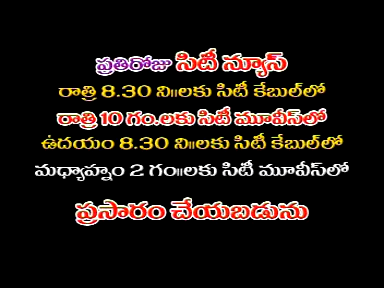 ప్రతిరోజు సిటీ న్యూస్
రాత్రి 8.30 ని॥లకు సిటీ కేబుల్‌లో
రాత్రి 10 గం.లకు సిటీ మూవీస్‌లో
ఉదయం 8.30 ని॥లకు సిటీ కేబుల్‌లో
మధ్యాహ్నం 2 గం॥లకు సిటీ మూవీస్‌లో
ప్రసారం చేయబడును